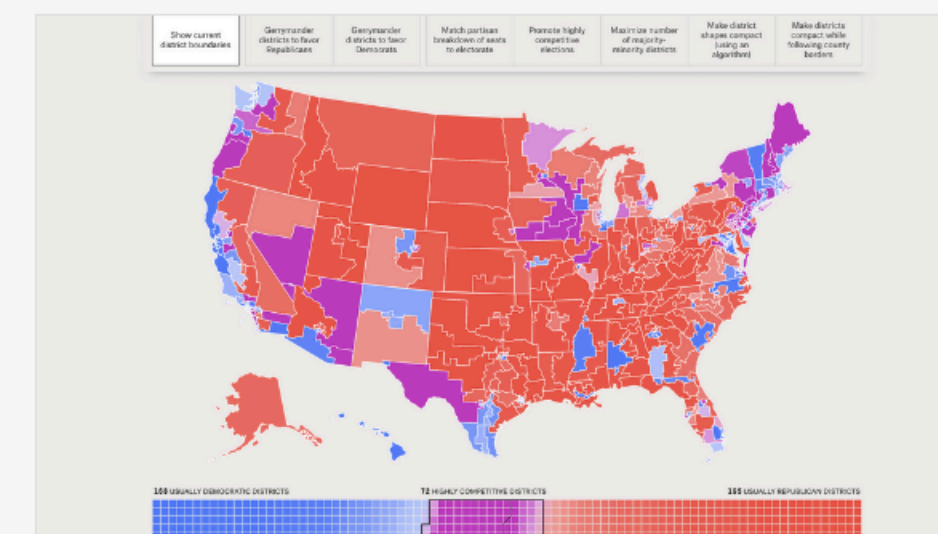 Show current
district boundaries
Gerrymander
districts to favor
Republicans
Gerrymander
districts to favor
Democrats
Match partisan
breakdown of seats
to electorate
Promote highly
competitive
elections
Maximize number
of majority-
minority districts
Make district
shapes compact
(using an
algorithm)
Make districts
compact while
following county
borders
168 USUALLY DEMOCRATIC DISTRICTS
72 HIGHLY COMPETITIVE DISTRICTS
195 USUALLY REPUBLICAN DISTRICTS